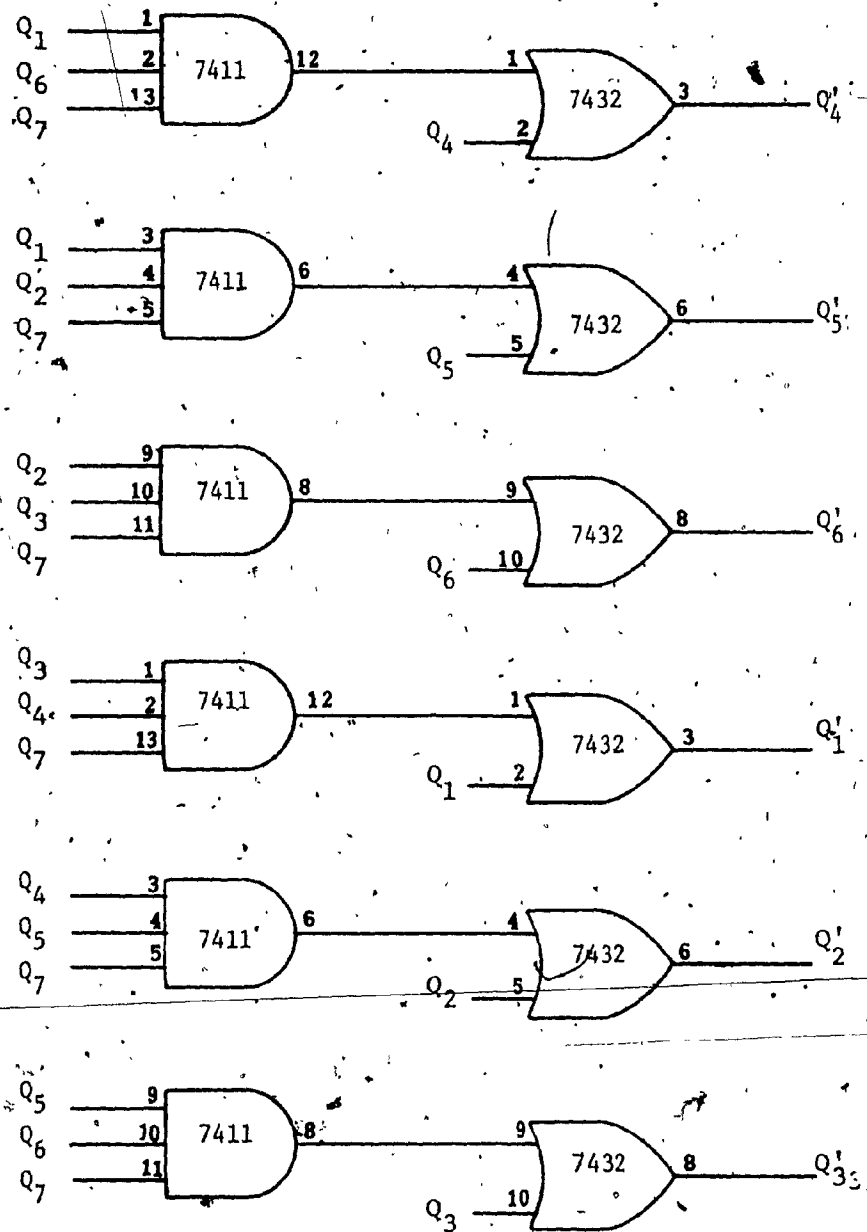 Q1 1
Q6 2 7411 12 1
Q7 13 7432 3 Q'4
Q4 2
Q1 3
Q2 4 7411 6 4
Q7 5 7432 6 Q'5
Q5 5
Q2 9
Q3 10 7411 8 9
Q7 11 7432 8 Q'6
Q6 10
Q3 1
Q4 2 7411 12 1
Q7 13 7432 3 Q'1
Q1 2
Q4 3
Q5 4 7411 6 4
Q7 5 7432 6 Q'2
Q2 5
Q5 9
Q6 10 7411 8 9
Q7 11 7432 8 Q'3
Q3 10